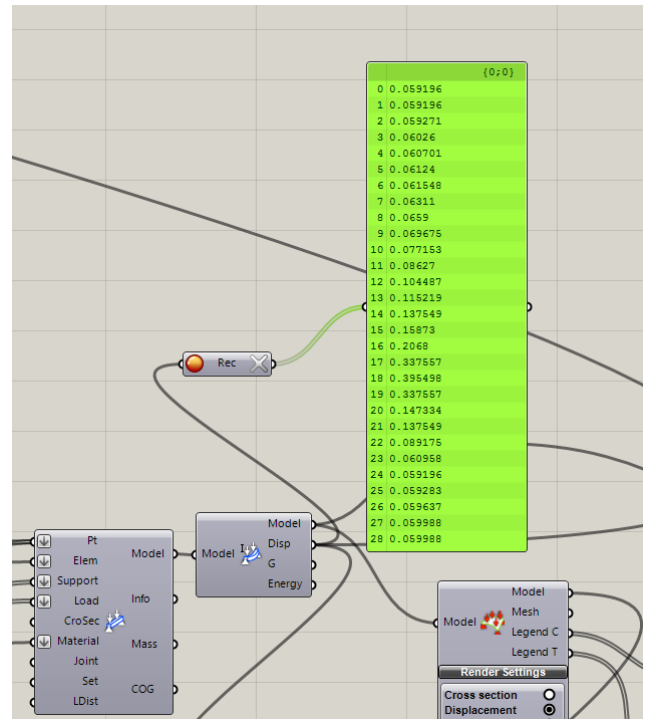 {0;0}
0 0.059196
1 0.059196
2 0.059271
3 0.06026
4 0.060701
5 0.06124
6 0.061548
7 0.06311
8 0.0659
9 0.069675
10 0.077153
11 0.08627
12 0.104487
13 0.115219
14 0.137549
15 0.15873
16 0.2068
17 0.337557
18 0.395498
19 0.337557
20 0.147334
21 0.137549
22 0.089175
23 0.060958
24 0.059196
25 0.059283
26 0.059637
27 0.059988
28 0.059988
Rec
Pt
Elem
Support
Load
CroSec
Material
Joint
Set
LDist
Model
Info
Mass
COG
Model
Model
Disp
G
Energy
Model
Model
Mesh
Legend C
Legend T
Render Settings
Cross section
Displacement